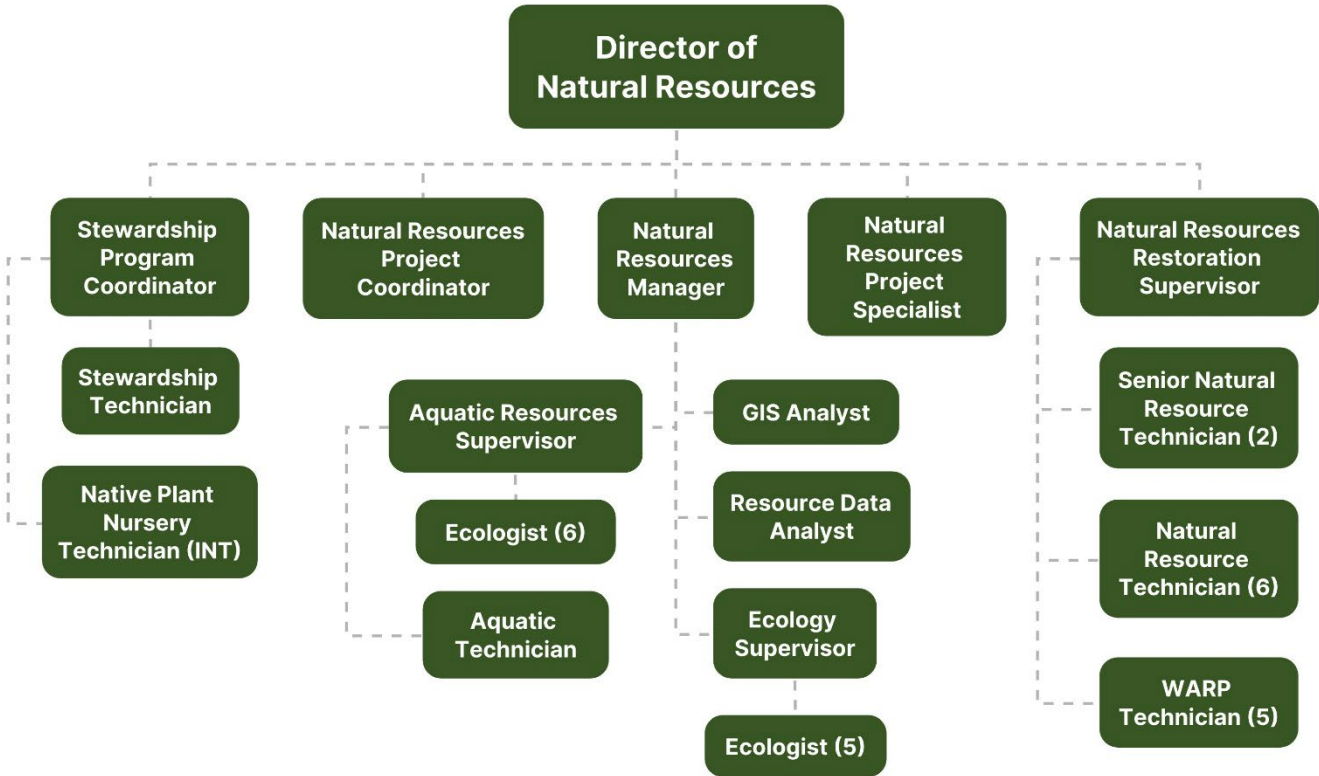 Director of
Natural Resources
Stewardship
Program
Coordinator
Natural Resources
Project
Coordinator
Natural
Resources
Manager
Natural
Resources
Project
Specialist
Natural Resources
Restoration
Supervisor
Stewardship
Technician
Native Plant
Nursery
Technician (INT)
Aquatic Resources
Supervisor
Ecologist (6)
Aquatic
Technician
GIS Analyst
Resource Data
Analyst
Ecology
Supervisor
Ecologist (5)
Senior Natural
Resource
Technician (2)
Natural
Resource
Technician (6)
WARP
Technician (5)